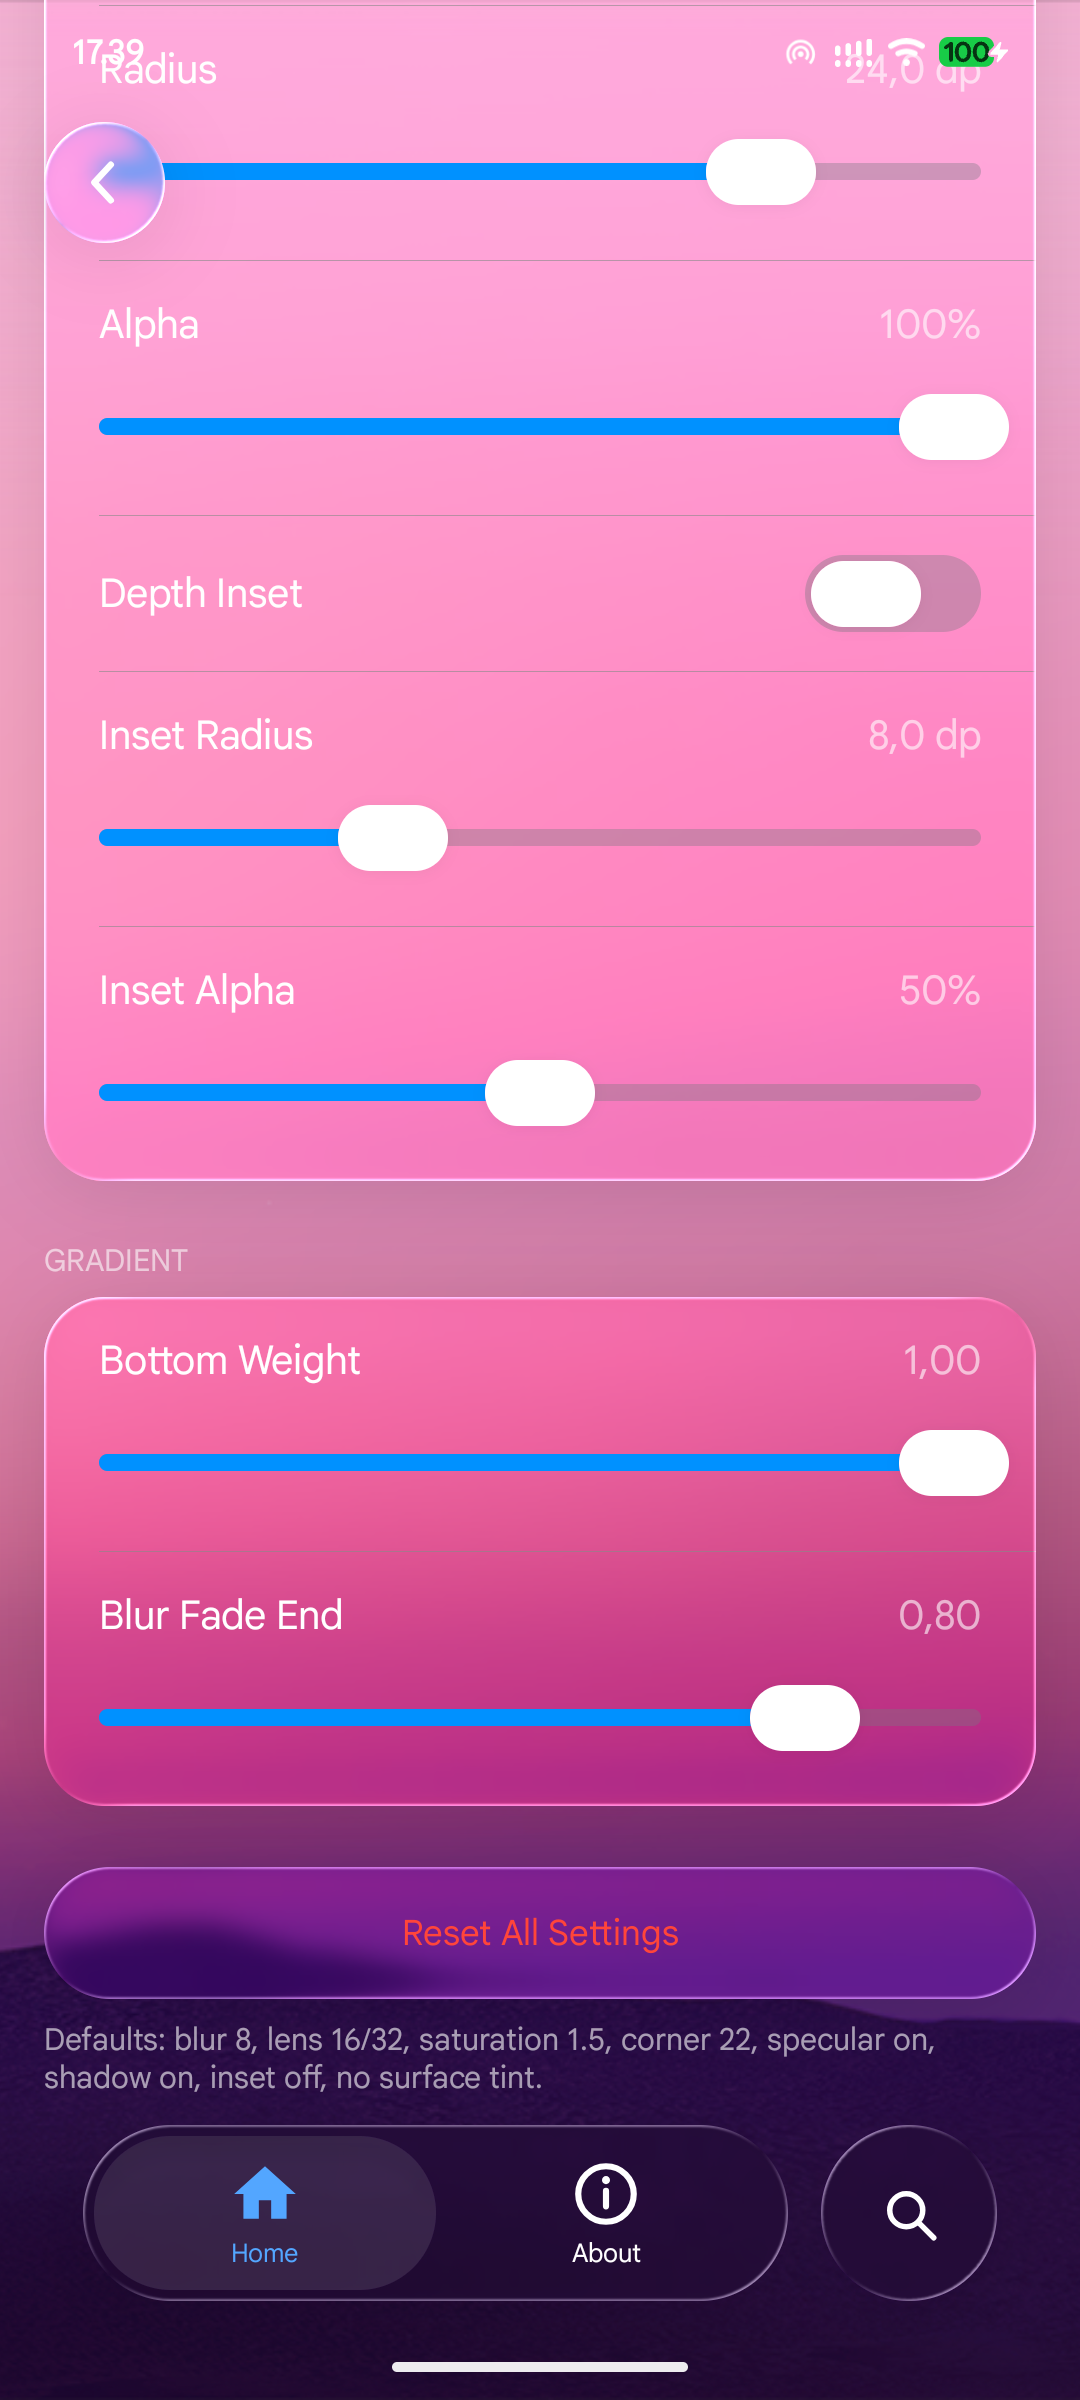 17.39
100
Radius
24,0 dp
Alpha
100%
Depth Inset
Inset Radius
8,0 dp
Inset Alpha
50%
GRADIENT
Bottom Weight
1,00
Blur Fade End
0,80
Reset All Settings
Defaults: blur 8, lens 16/32, saturation 1.5, corner 22, specular on,
shadow on, inset off, no surface tint.
Home
About